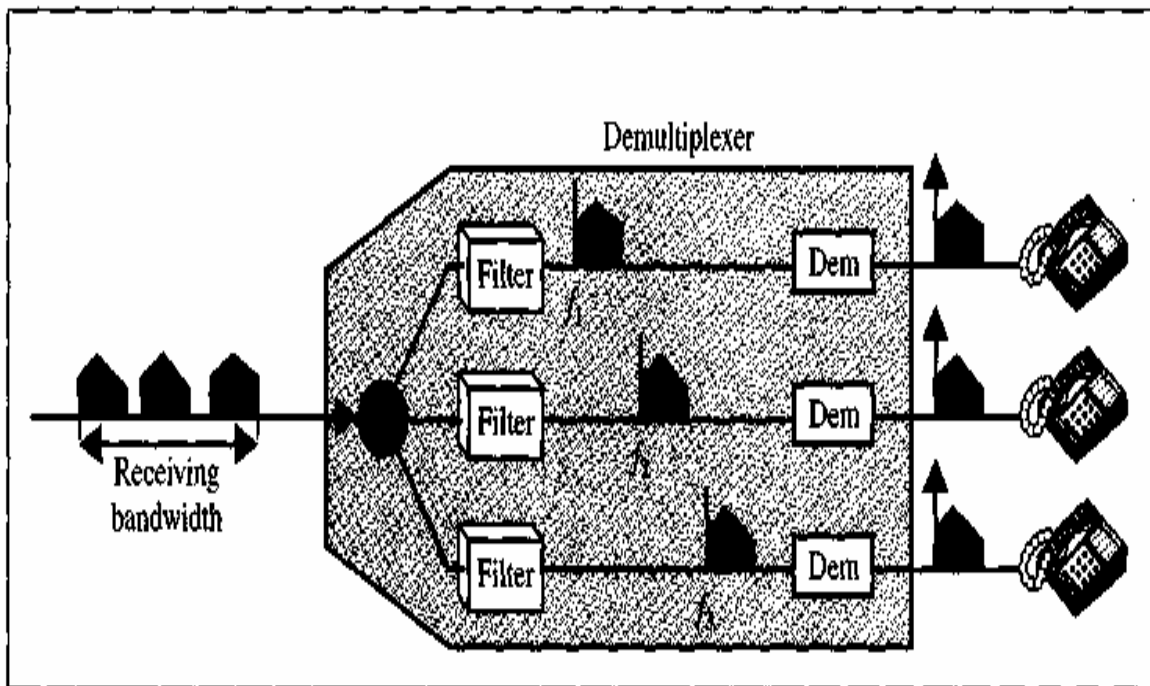 Demultiplexer
Filter
Dem
Filter
Dem
Receiving
bandwidth
Filter
Dem